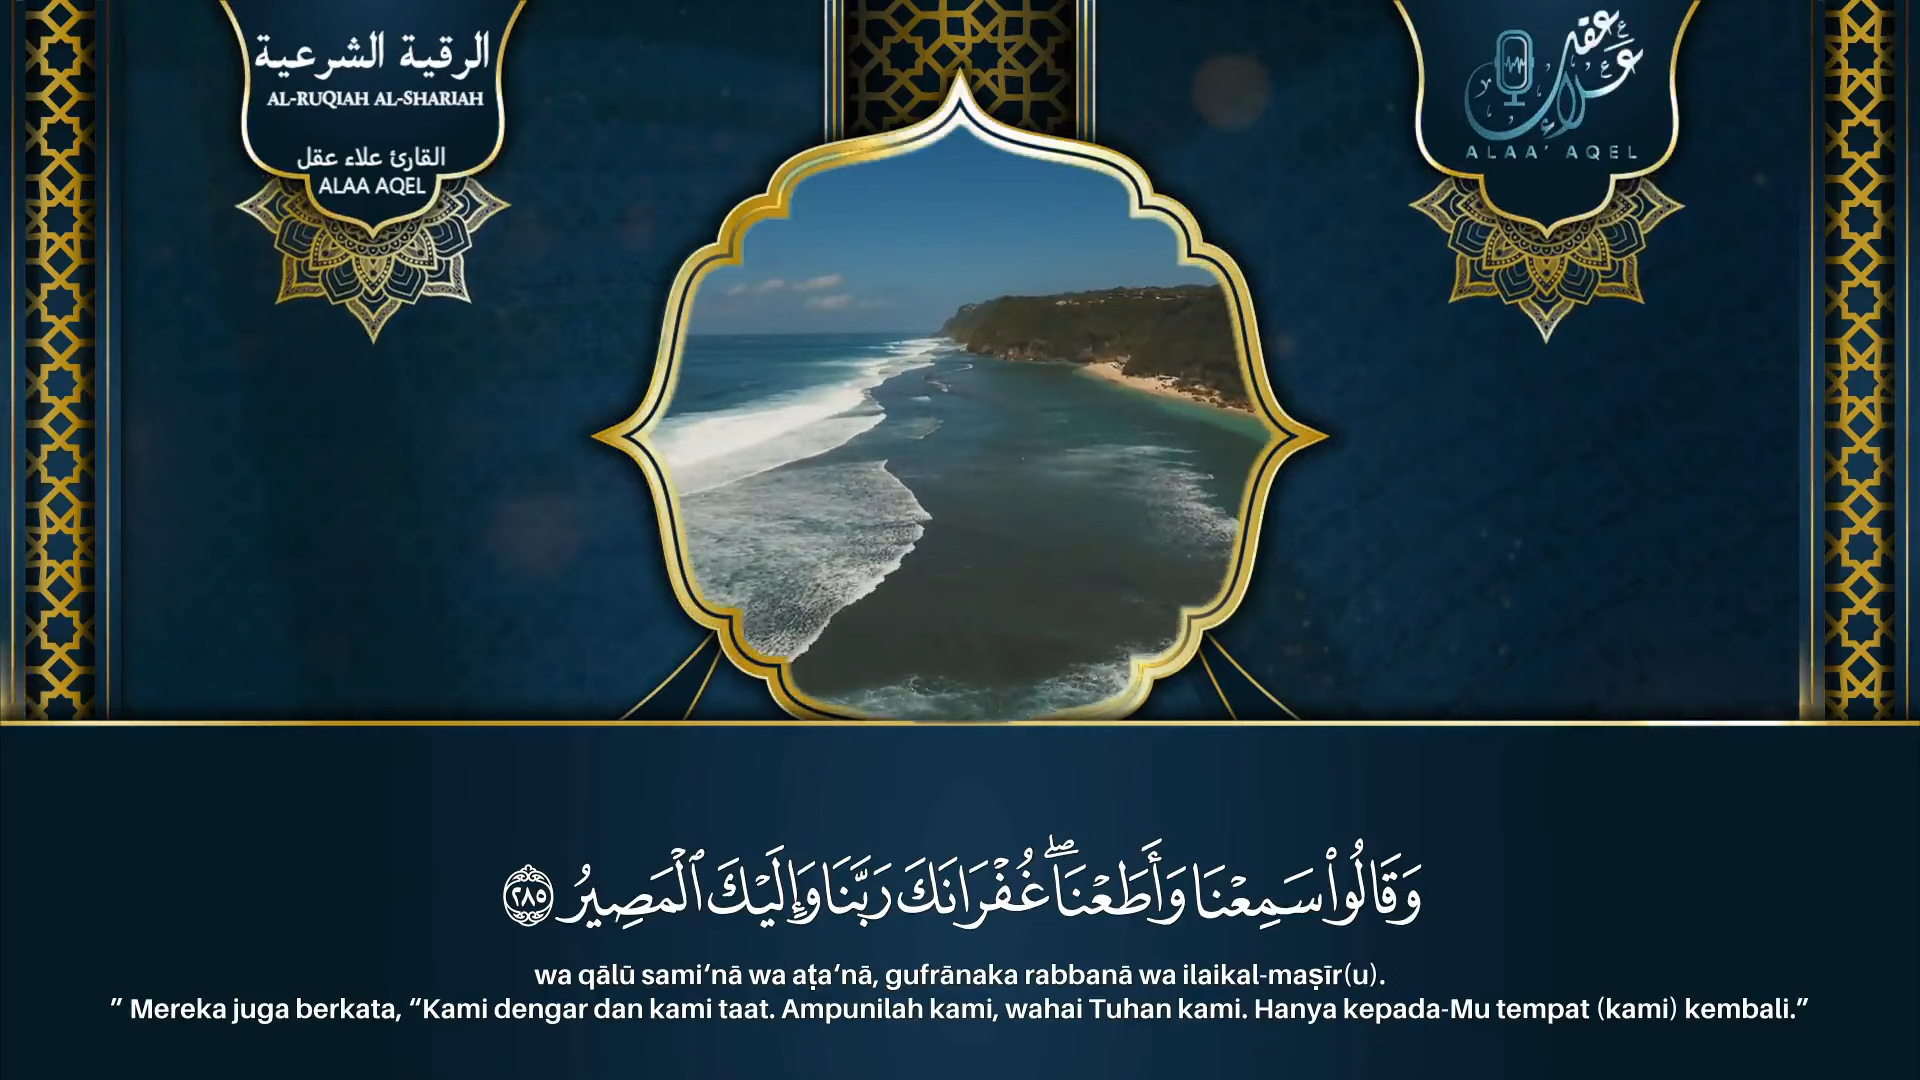 الرقية الشرعية
AL-RUQIAH AL-SHARIAH
القارئ علاء عقل
ALAA AQEL
علاء عقل
ALAA' AQEL
وَقَالُوا۟ سَمِعْنَا وَأَطَعْنَا ۖ غُفْرَانَكَ رَبَّنَا وَإِلَيْكَ ٱلْمَصِيرُ ٢٨٥
wa qālū sami‘nā wa aṭa‘nā, gufrānaka rabbanā wa ilaikal-maṣīr(u).
” Mereka juga berkata, “Kami dengar dan kami taat. Ampunilah kami, wahai Tuhan kami. Hanya kepada-Mu tempat (kami) kembali.”